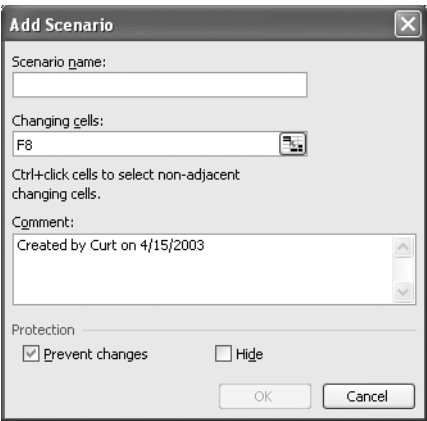 Add Scenario
Scenario name:
Changing cells:
F8
Ctrl+click cells to select non-adjacent
changing cells.
Comment:
Created by Curt on 4/15/2003
Protection
Prevent changes Hide
OK Cancel